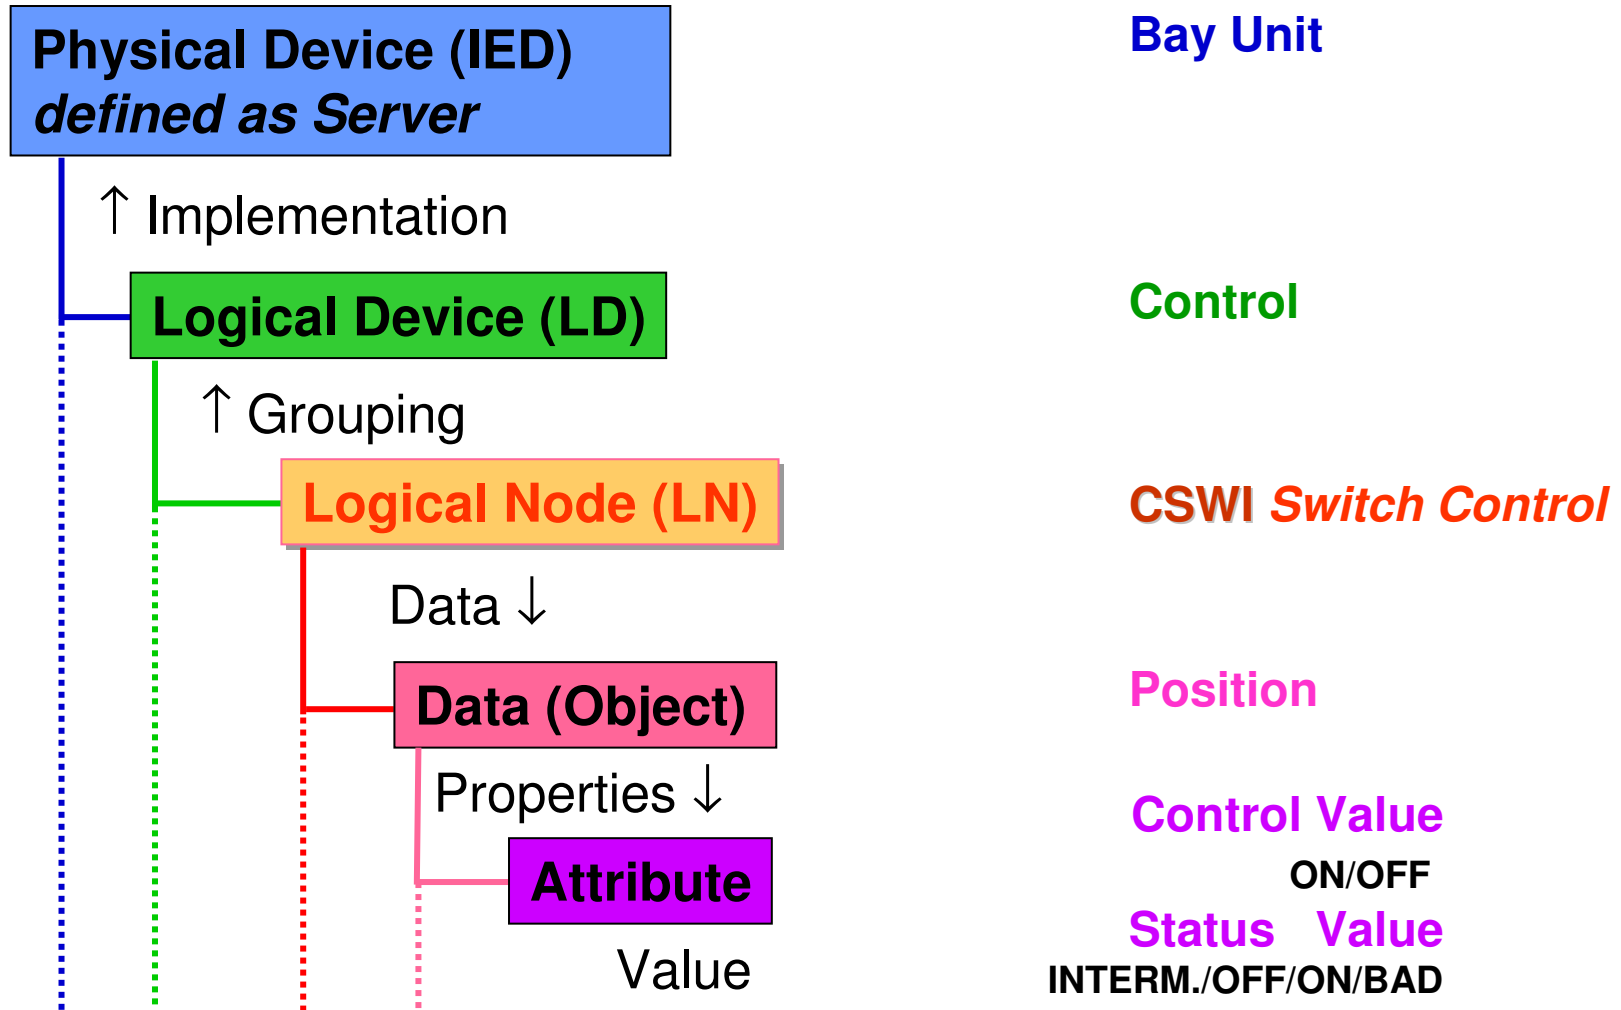 Physical Device (IED)
defined as Server
Bay Unit
↑ Implementation
Logical Device (LD)
Control
↑ Grouping
Logical Node (LN)
CSWI Switch Control
Data ↓
Data (Object)
Position
Properties ↓
Control Value
Attribute
ON/OFF
Status Value
Value
INTERM./OFF/ON/BAD